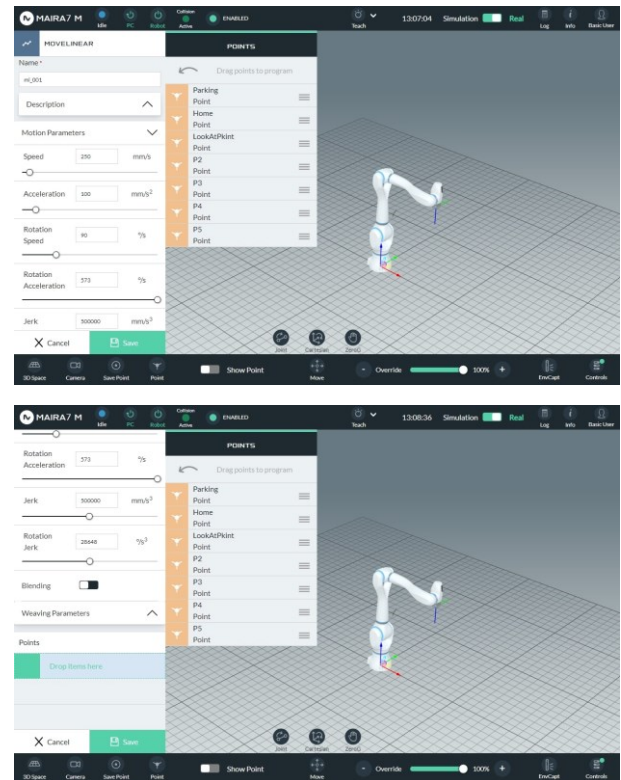 MAIRA7 M
Idle
PC
Robot
Collision
Active
ENABLED
Teach
13:07:04
Simulation
Real
Log
Info
Basic User
MOVELINEAR
Name *
ml_001
Description
Motion Parameters
Speed 250 mm/s
Acceleration 100 mm/s²
Rotation
Speed
90 °/s
Rotation
Acceleration
573 °/s
Jerk 500000 mm/s³
Cancel
Save
POINTS
Drag points to program
Parking
Point
Home
Point
LookAtPkint
Point
P2
Point
P3
Point
P4
Point
P5
Point
Joint
Cartesian
ZeroG
3D Space
Camera
Save Point
Point
Show Point
Move
- Override 100% +
EnvCapt
Controls
MAIRA7 M
Idle
PC
Robot
Collision
Active
ENABLED
Teach
13:08:36
Simulation
Real
Log
Info
Basic User
Rotation
Acceleration
573 °/s
Jerk 500000 mm/s³
Rotation
Jerk
28648 °/s³
Blending
Weaving Parameters
Points
Drop items here
Cancel
Save
POINTS
Drag points to program
Parking
Point
Home
Point
LookAtPkint
Point
P2
Point
P3
Point
P4
Point
P5
Point
Joint
Cartesian
ZeroG
3D Space
Camera
Save Point
Point
Show Point
Move
- Override 100% +
EnvCapt
Controls